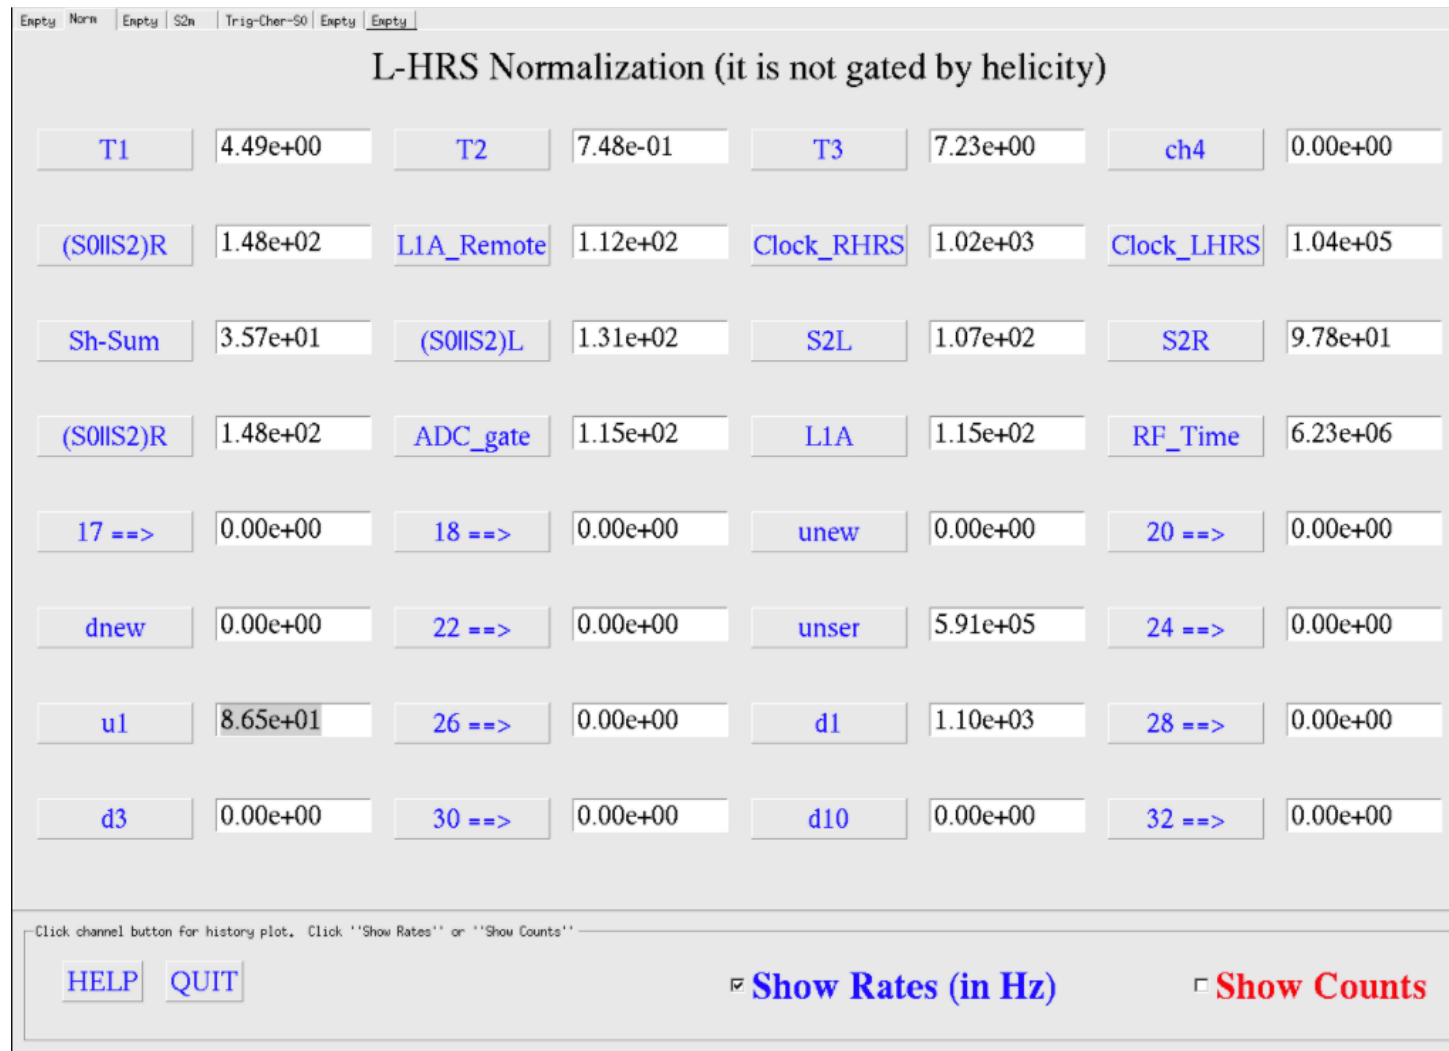 Empty Norm Empty S2m Trig-Cher-S0 Empty Empty
L-HRS Normalization (it is not gated by helicity)
T1 4.49e+00 T2 7.48e-01 T3 7.23e+00 ch4 0.00e+00
(S0llS2)R 1.48e+02 L1A_Remote 1.12e+02 Clock_RHRS 1.02e+03 Clock_LHRS 1.04e+05
Sh-Sum 3.57e+01 (S0llS2)L 1.31e+02 S2L 1.07e+02 S2R 9.78e+01
(S0llS2)R 1.48e+02 ADC_gate 1.15e+02 L1A 1.15e+02 RF_Time 6.23e+06
17 ==> 0.00e+00 18 ==> 0.00e+00 unew 0.00e+00 20 ==> 0.00e+00
dnew 0.00e+00 22 ==> 0.00e+00 unser 5.91e+05 24 ==> 0.00e+00
u1 8.65e+01 26 ==> 0.00e+00 d1 1.10e+03 28 ==> 0.00e+00
d3 0.00e+00 30 ==> 0.00e+00 d10 0.00e+00 32 ==> 0.00e+00
Click channel button for history plot. Click ''Show Rates'' or ''Show Counts''
HELP QUIT Show Rates (in Hz) Show Counts